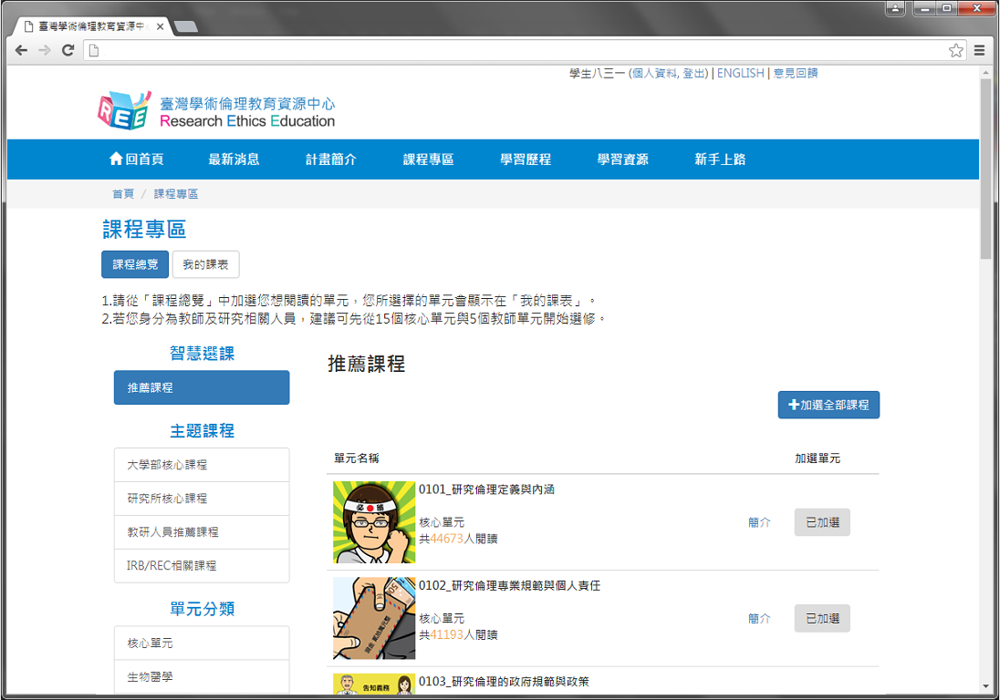 臺灣學術倫理教育資源中
學生八三一 (個人資料, 登出) | ENGLISH | 意見回饋
REE
臺灣學術倫理教育資源中心
Research Ethics Education
回首頁 最新消息 計畫簡介 課程專區 學習歷程 學習資源 新手上路
首頁 / 課程專區
課程專區
課程總覽 我的課表
1.請從「課程總覽」中加選您想閱讀的單元，您所選擇的單元會顯示在「我的課表」。
2.若您身分為教師及研究相關人員，建議可先從15個核心單元與5個教師單元開始選修。
智慧選課
推薦課程
主題課程
大學部核心課程
研究所核心課程
教研人員推薦課程
IRB/REC相關課程
單元分類
核心單元
生物醫學
推薦課程
加選全部課程
單元名稱 加選單元
必 勝
0101_研究倫理定義與內涵
核心單元 簡介 已加選
共44673人閱讀
0102_研究倫理專業規範與個人責任
核心單元 簡介 已加選
共41193人閱讀
告知義務
0103_研究倫理的政府規範與政策